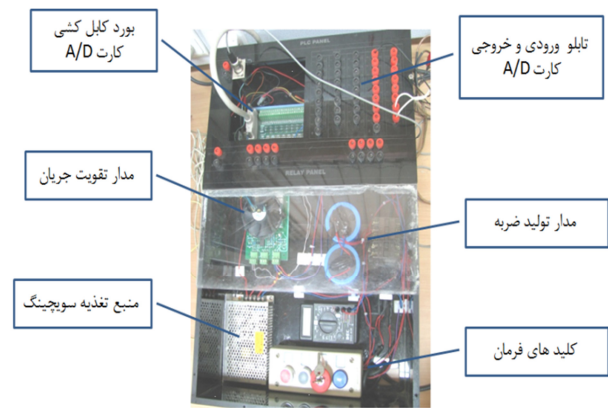 PLC PANEL
بورد کابل کشی
کارت A/D
تابلو ورودی و خروجی
کارت A/D
RELAY PANEL
مدار تقویت جریان
مدار تولید ضربه
منبع تغذیه سویچینگ
کلید های فرمان